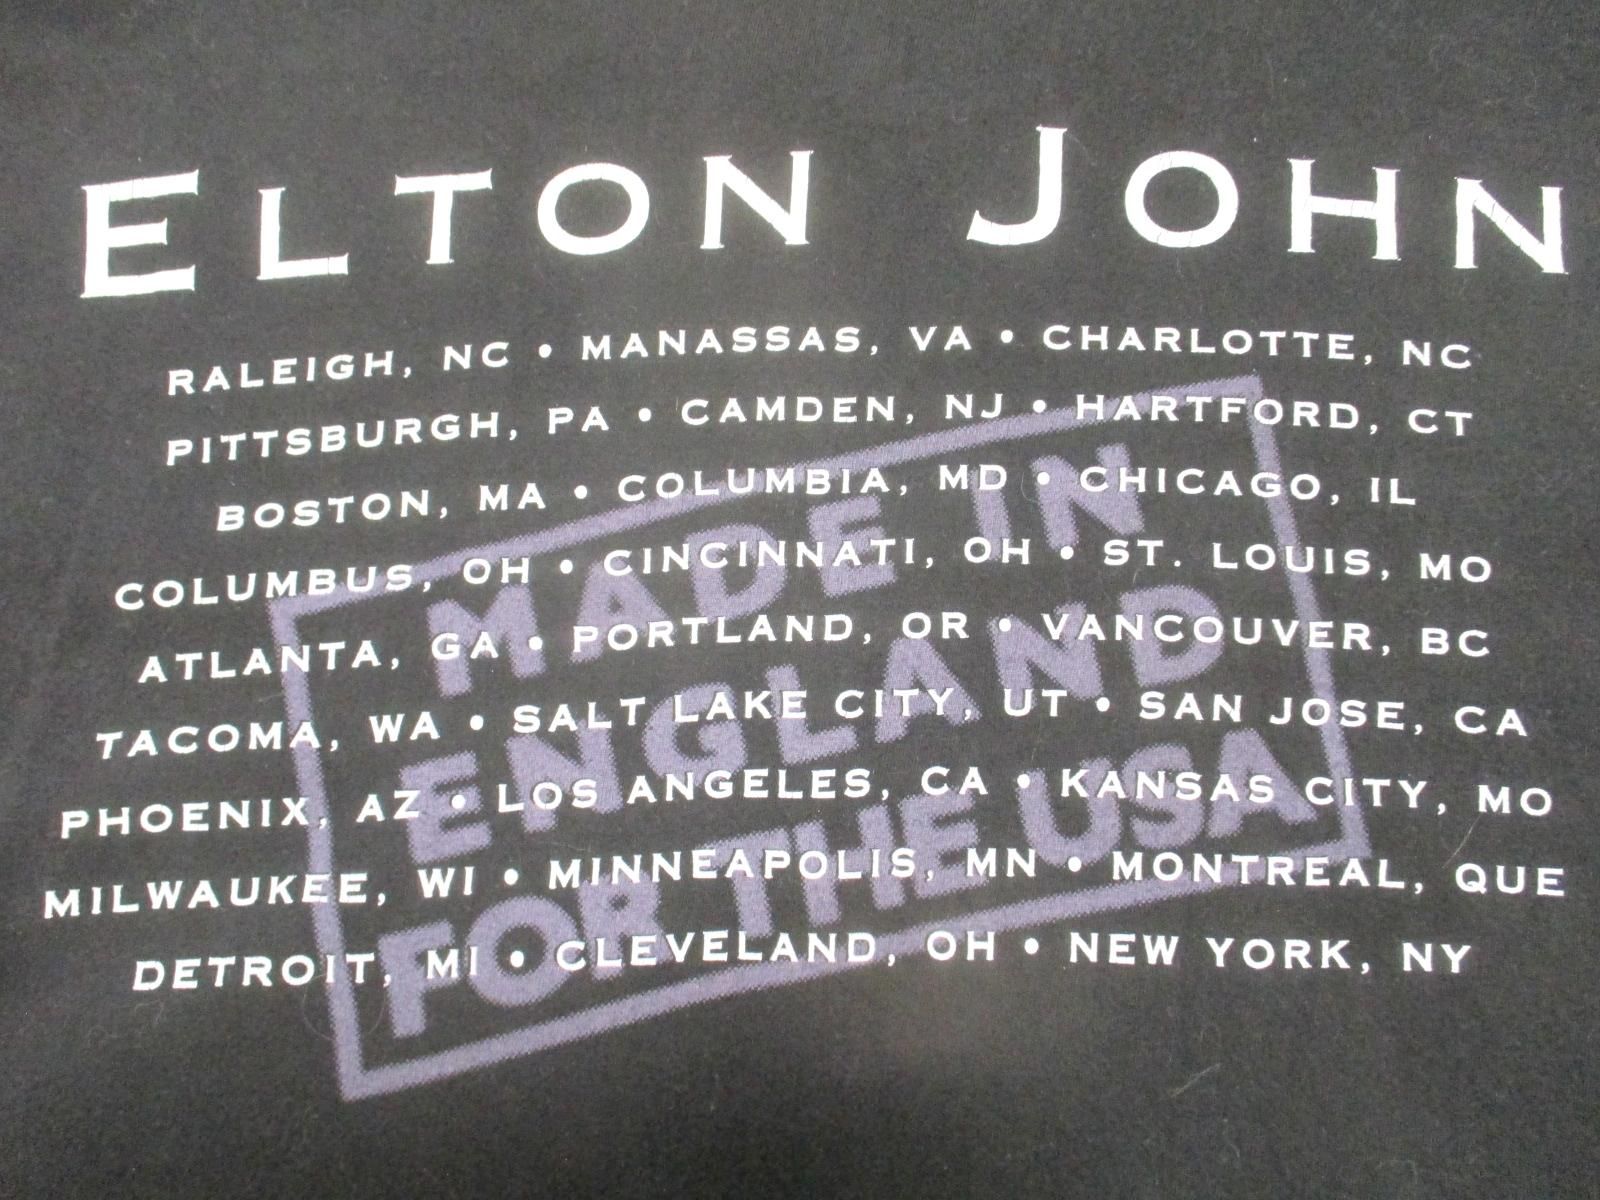 ELTON JOHN
RALEIGH, NC • MANASSAS, VA • CHARLOTTE, NC
PITTSBURGH, PA • CAMDEN, NJ • HARTFORD, CT
BOSTON, MA • COLUMBIA, MD • CHICAGO, IL
COLUMBUS, OH • CINCINNATI, OH • ST. LOUIS, MO
ATLANTA, GA • PORTLAND, OR • VANCOUVER, BC
TACOMA, WA • SALT LAKE CITY, UT • SAN JOSE, CA
PHOENIX, AZ • LOS ANGELES, CA • KANSAS CITY, MO
MILWAUKEE, WI • MINNEAPOLIS, MN • MONTREAL, QUE
DETROIT, MI • CLEVELAND, OH • NEW YORK, NY
MADE IN
ENGLAND
FOR THE USA